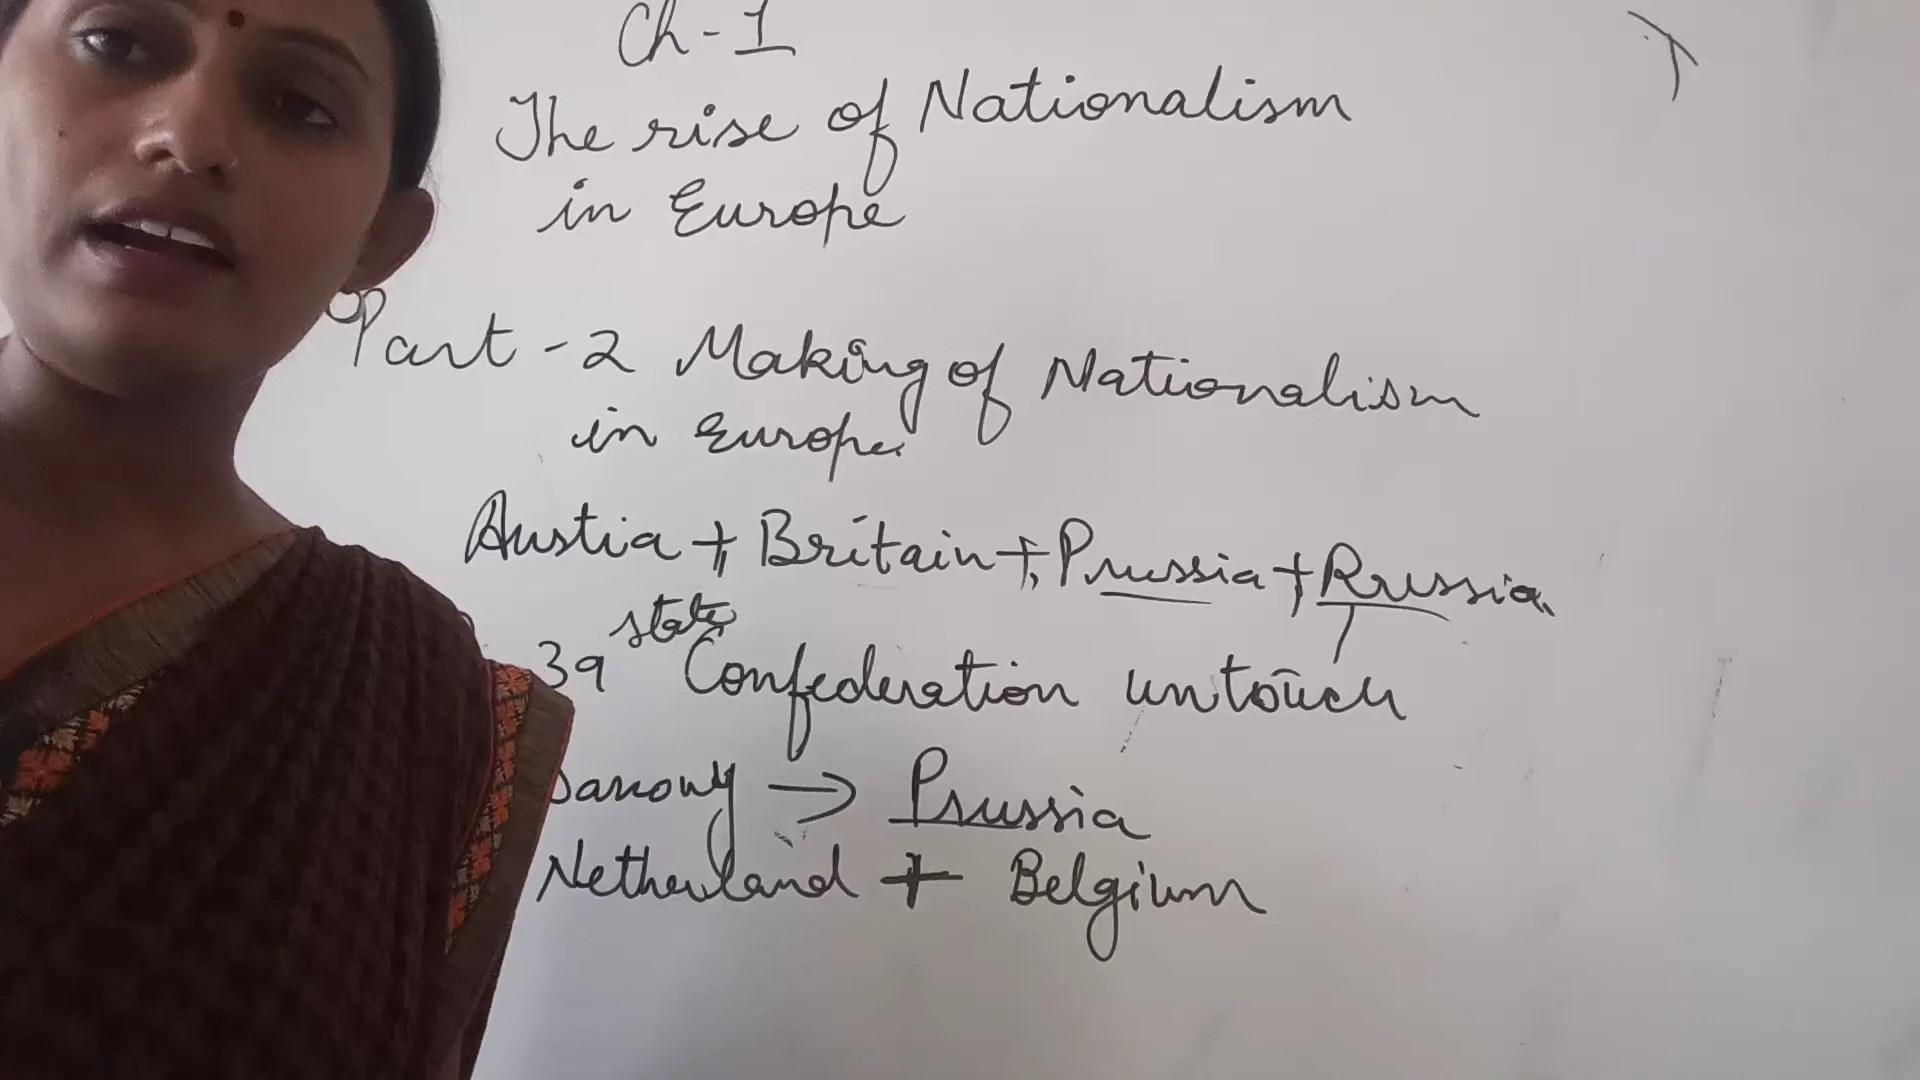 Ch-1
The rise of Nationalism
in Europe
Part-2 Making of Nationalism
in Europe.
Austia + Britain + Prussia + Rrussia
state
39 Confederation untouch
Saxony → Prussia
Netherland + Belgium